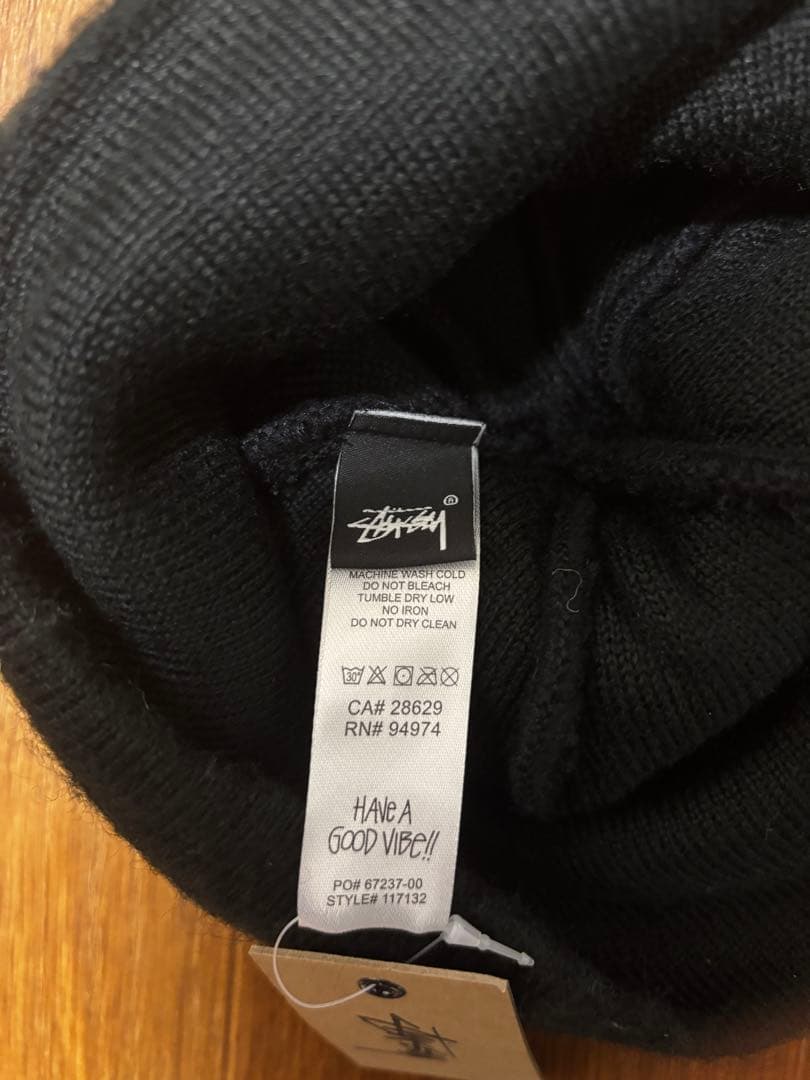 STÜSSY ®
MACHINE WASH COLD
DO NOT BLEACH
TUMBLE DRY LOW
NO IRON
DO NOT DRY CLEAN
30°
CA# 28629
RN# 94974
HAVE A
GOOD VIBE!!
PO# 67237-00
STYLE# 117132